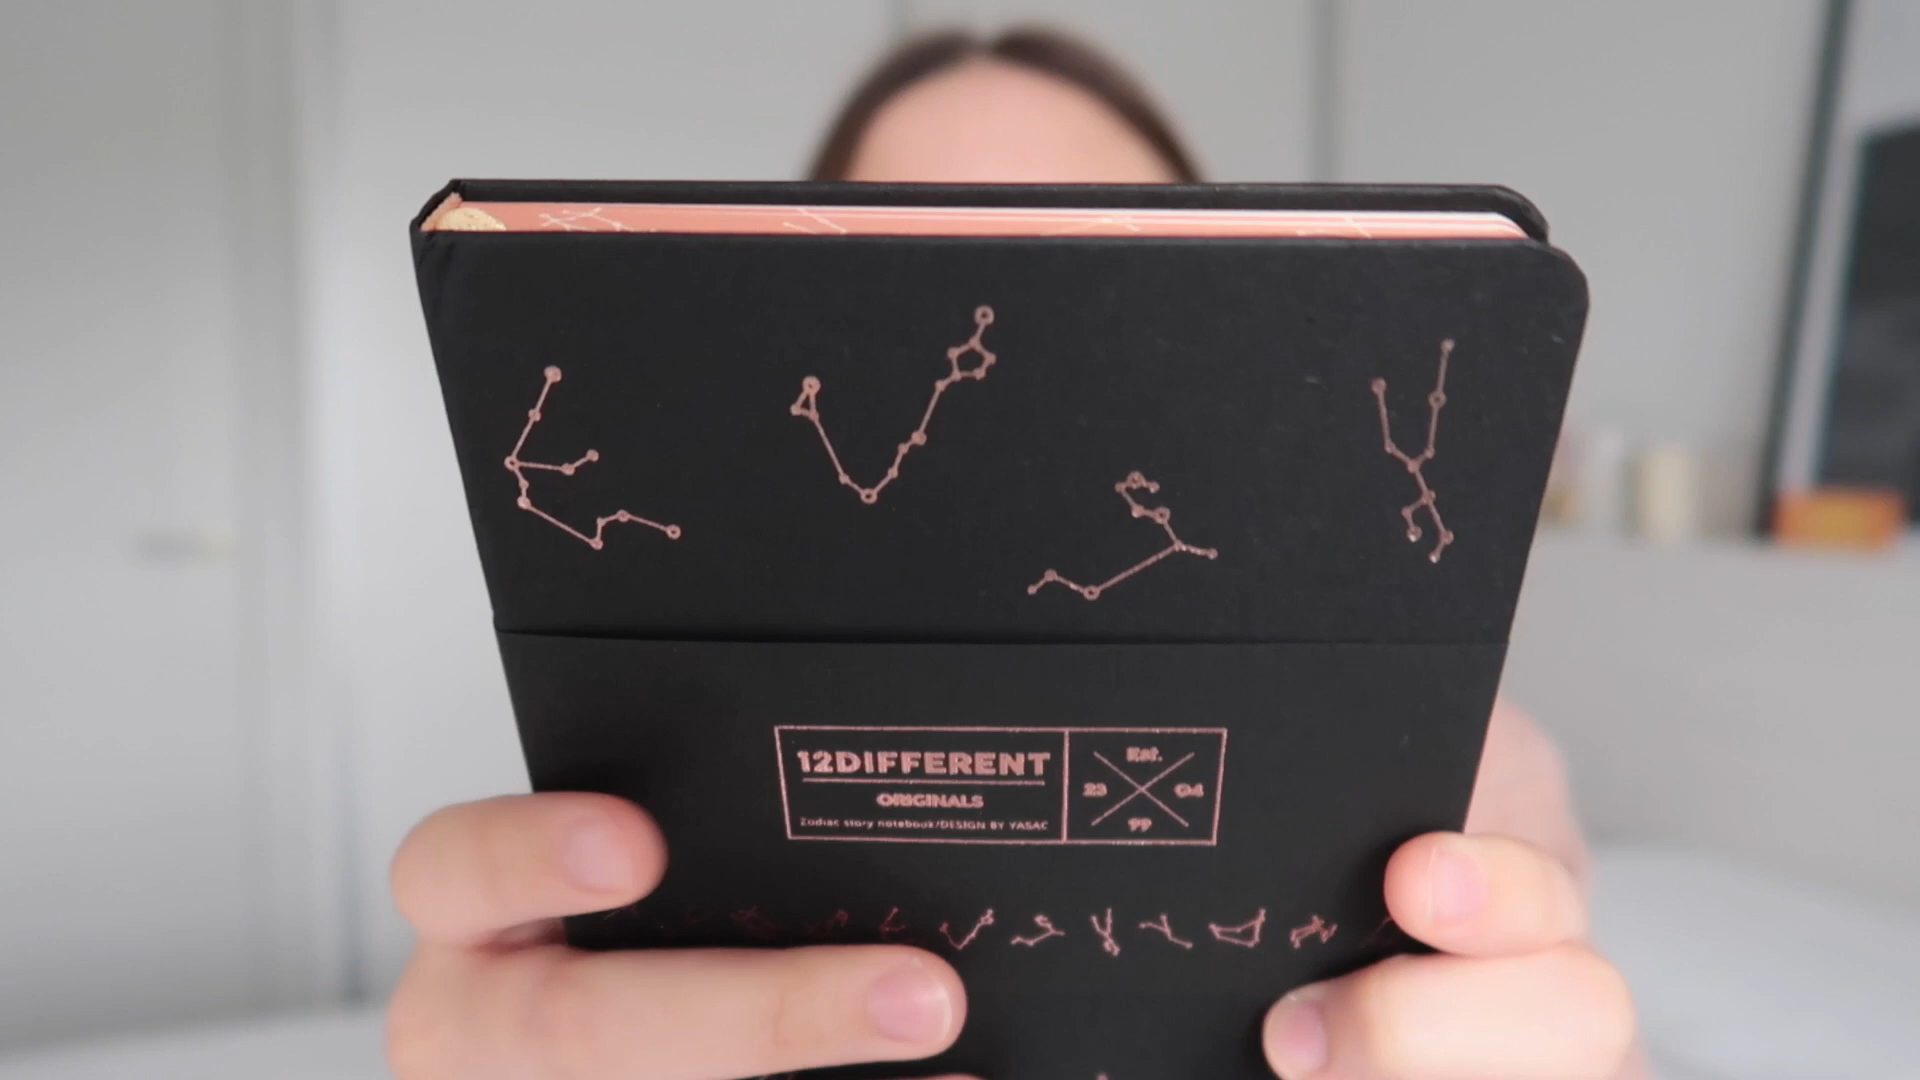 12DIFFERENT
ORIGINALS
Zodiac story notebook/DESIGN BY YASAC
Est.
23 04
99